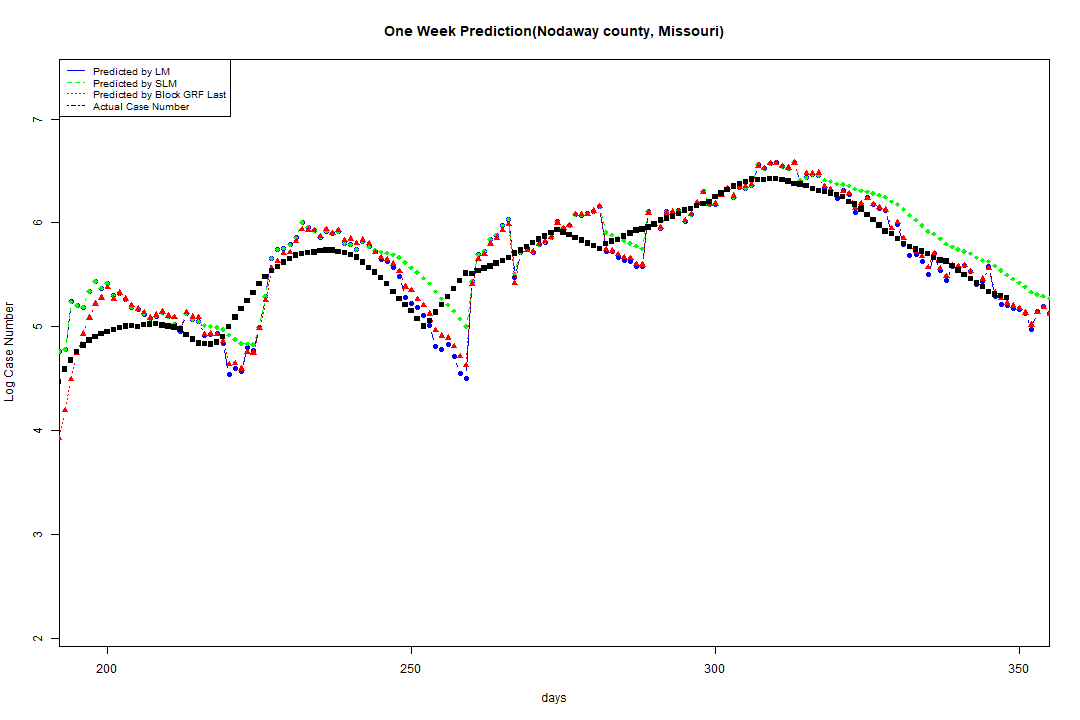 One Week Prediction(Nodaway county, Missouri)
Predicted by LM
Predicted by SLM
Predicted by Block GRF Last
Actual Case Number
7
6
5
4
3
2
Log Case Number
200 250 300 350
days